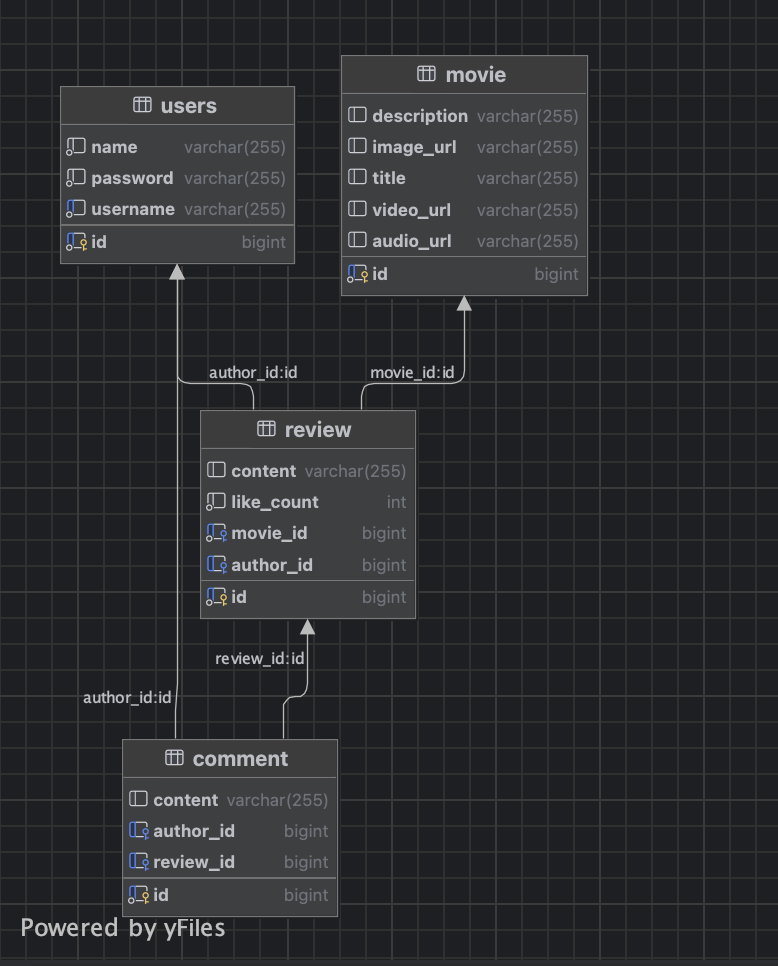 users
name varchar(255)
password varchar(255)
username varchar(255)
id bigint
movie
description varchar(255)
image_url varchar(255)
title varchar(255)
video_url varchar(255)
audio_url varchar(255)
id bigint
author_id:id
movie_id:id
review
content varchar(255)
like_count int
movie_id bigint
author_id bigint
id bigint
review_id:id
author_id:id
comment
content varchar(255)
author_id bigint
review_id bigint
id bigint
Powered by yFiles